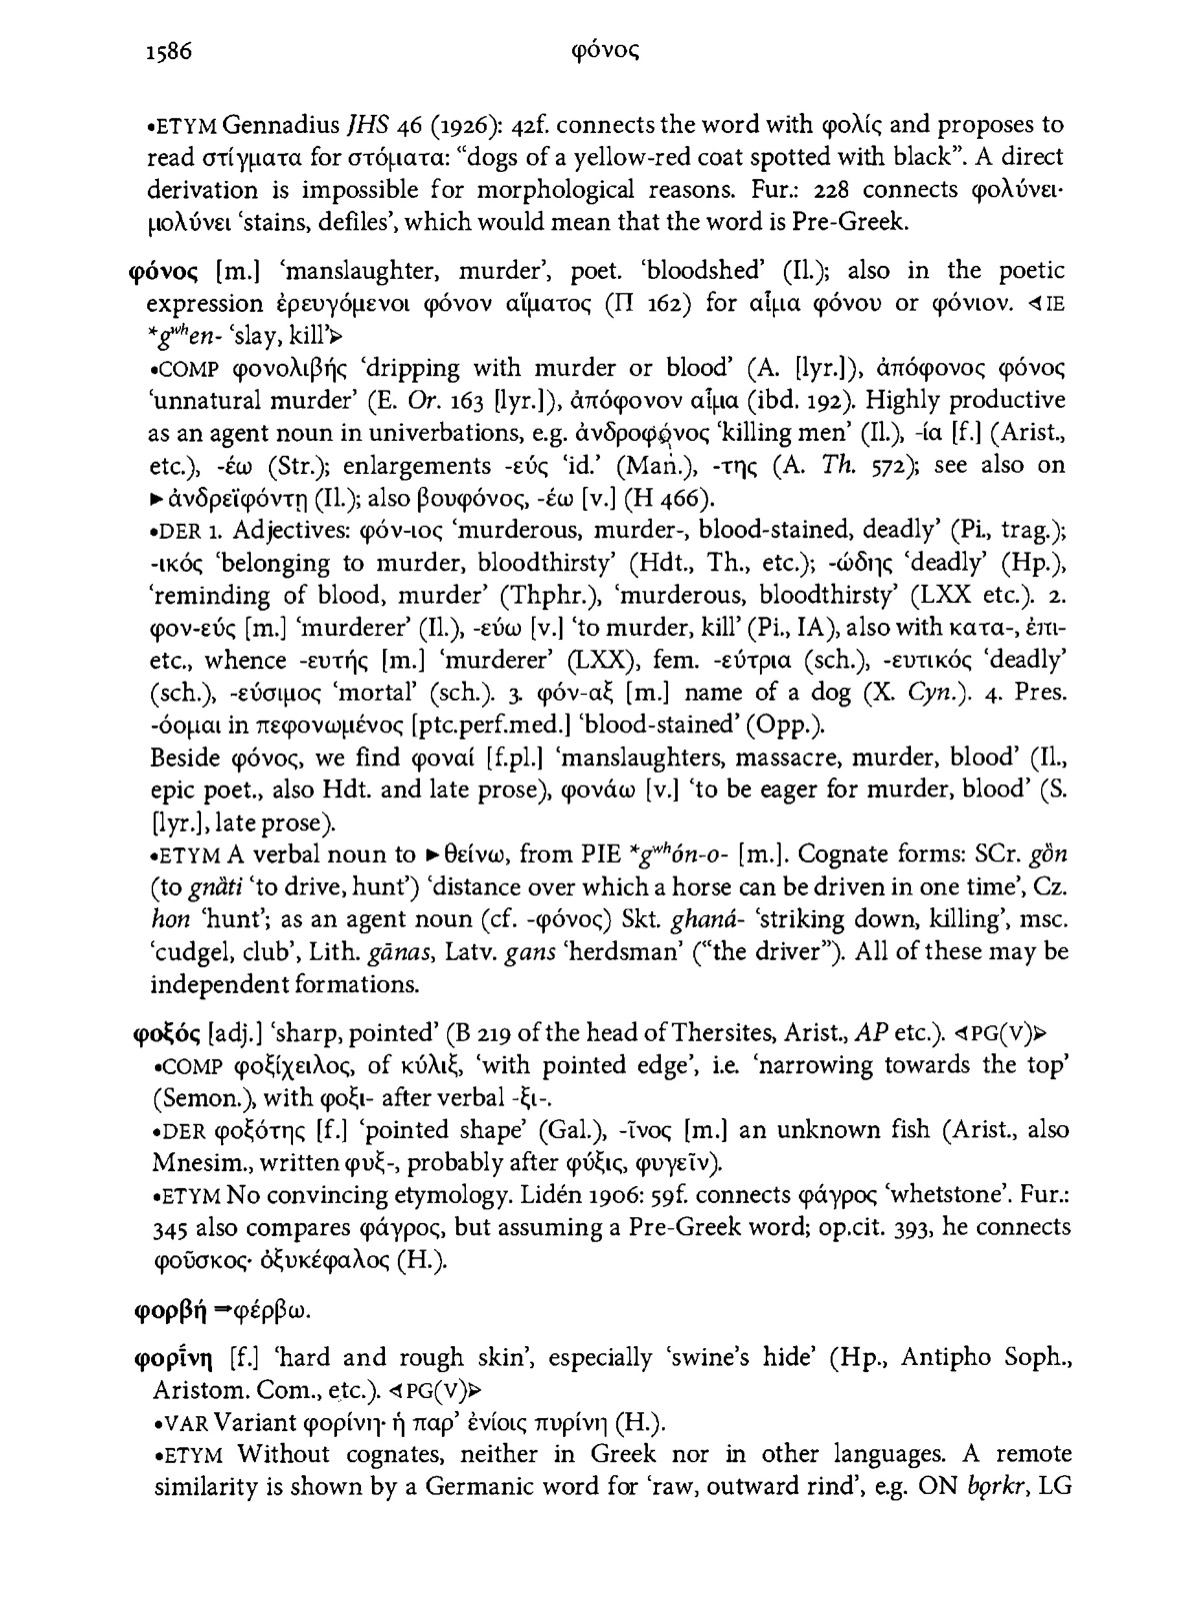 1586 φόνος
•ETYM Gennadius JHS 46 (1926): 42f. connects the word with φολίς and proposes to
read στίγματα for στόματα: “dogs of a yellow-red coat spotted with black”. A direct
derivation is impossible for morphological reasons. Fur.: 228 connects φολύνει·
μολύνει ‘stains, defiles’, which would mean that the word is Pre-Greek.
φόνος [m.] ‘manslaughter, murder’, poet. ‘bloodshed’ (Il.); also in the poetic
expression ἐρευγόμενοι φόνον αἵματος (Π 162) for αἷμα φόνου or φόνιον. ⊲IE
*gʷʰen- ‘slay, kill’⊳
•COMP φονολιβής ‘dripping with murder or blood’ (A. [lyr.]), ἀπόφονος φόνος
‘unnatural murder’ (E. Or. 163 [lyr.]), ἀπόφονον αἷμα (ibd. 192). Highly productive
as an agent noun in univerbations, e.g. ἀνδροφόνος ‘killing men’ (Il.), -ία [f.] (Arist.,
etc.), -έω (Str.); enlargements -εύς ‘id.’ (Man.), -της (A. Th. 572); see also on
►ἀνδρεϊφόντῃ (Il.); also βουφόνος, -έω [v.] (H 466).
•DER 1. Adjectives: φόν-ιος ‘murderous, murder-, blood-stained, deadly’ (Pi., trag.);
-ικός ‘belonging to murder, bloodthirsty’ (Hdt., Th., etc.); -ώδης ‘deadly’ (Hp.),
‘reminding of blood, murder’ (Thphr.), ‘murderous, bloodthirsty’ (LXX etc.). 2.
φον-εύς [m.] ‘murderer’ (Il.), -εύω [v.] ‘to murder, kill’ (Pi., IA), also with κατα-, ἐπι-
etc., whence -ευτής [m.] ‘murderer’ (LXX), fem. -εύτρια (sch.), -ευτικός ‘deadly’
(sch.), -εύσιμος ‘mortal’ (sch.). 3. φόν-αξ [m.] name of a dog (X. Cyn.). 4. Pres.
-όομαι in πεφονωμένος [ptc.perf.med.] ‘blood-stained’ (Opp.).
Beside φόνος, we find φοναί [f.pl.] ‘manslaughters, massacre, murder, blood’ (Il.,
epic poet., also Hdt. and late prose), φονάω [v.] ‘to be eager for murder, blood’ (S.
[lyr.], late prose).
•ETYM A verbal noun to ►θείνω, from PIE *gʷʰón-o- [m.]. Cognate forms: SCr. gȍn
(to gnȁti ‘to drive, hunt’) ‘distance over which a horse can be driven in one time’, Cz.
hon ‘hunt’; as an agent noun (cf. -φόνος) Skt. ghaná- ‘striking down, killing’, msc.
‘cudgel, club’, Lith. gãnas, Latv. gans ‘herdsman’ (“the driver”). All of these may be
independent formations.
φοξός [adj.] ‘sharp, pointed’ (B 219 of the head of Thersites, Arist., AP etc.). ⊲PG(V)⊳
•COMP φοξίχειλος, of κύλιξ, ‘with pointed edge’, i.e. ‘narrowing towards the top’
(Semon.), with φοξι- after verbal -ξι-.
•DER φοξότης [f.] ‘pointed shape’ (Gal.), -ῖνος [m.] an unknown fish (Arist., also
Mnesim., written φυξ-, probably after φύξις, φυγεῖν).
•ETYM No convincing etymology. Lidén 1906: 59f. connects φάγρος ‘whetstone’. Fur.:
345 also compares φάγρος, but assuming a Pre-Greek word; op.cit. 393, he connects
φοῦσκος· ὀξυκέφαλος (H.).
φορβή ⇒φέρβω.
φορῑ́νη [f.] ‘hard and rough skin’, especially ‘swine’s hide’ (Hp., Antipho Soph.,
Aristom. Com., etc.). ⊲PG(V)⊳
•VAR Variant φορίνη· ἡ παρ’ ἐνίοις πυρίνη (H.).
•ETYM Without cognates, neither in Greek nor in other languages. A remote
similarity is shown by a Germanic word for ‘raw, outward rind’, e.g. ON bǫrkr, LG